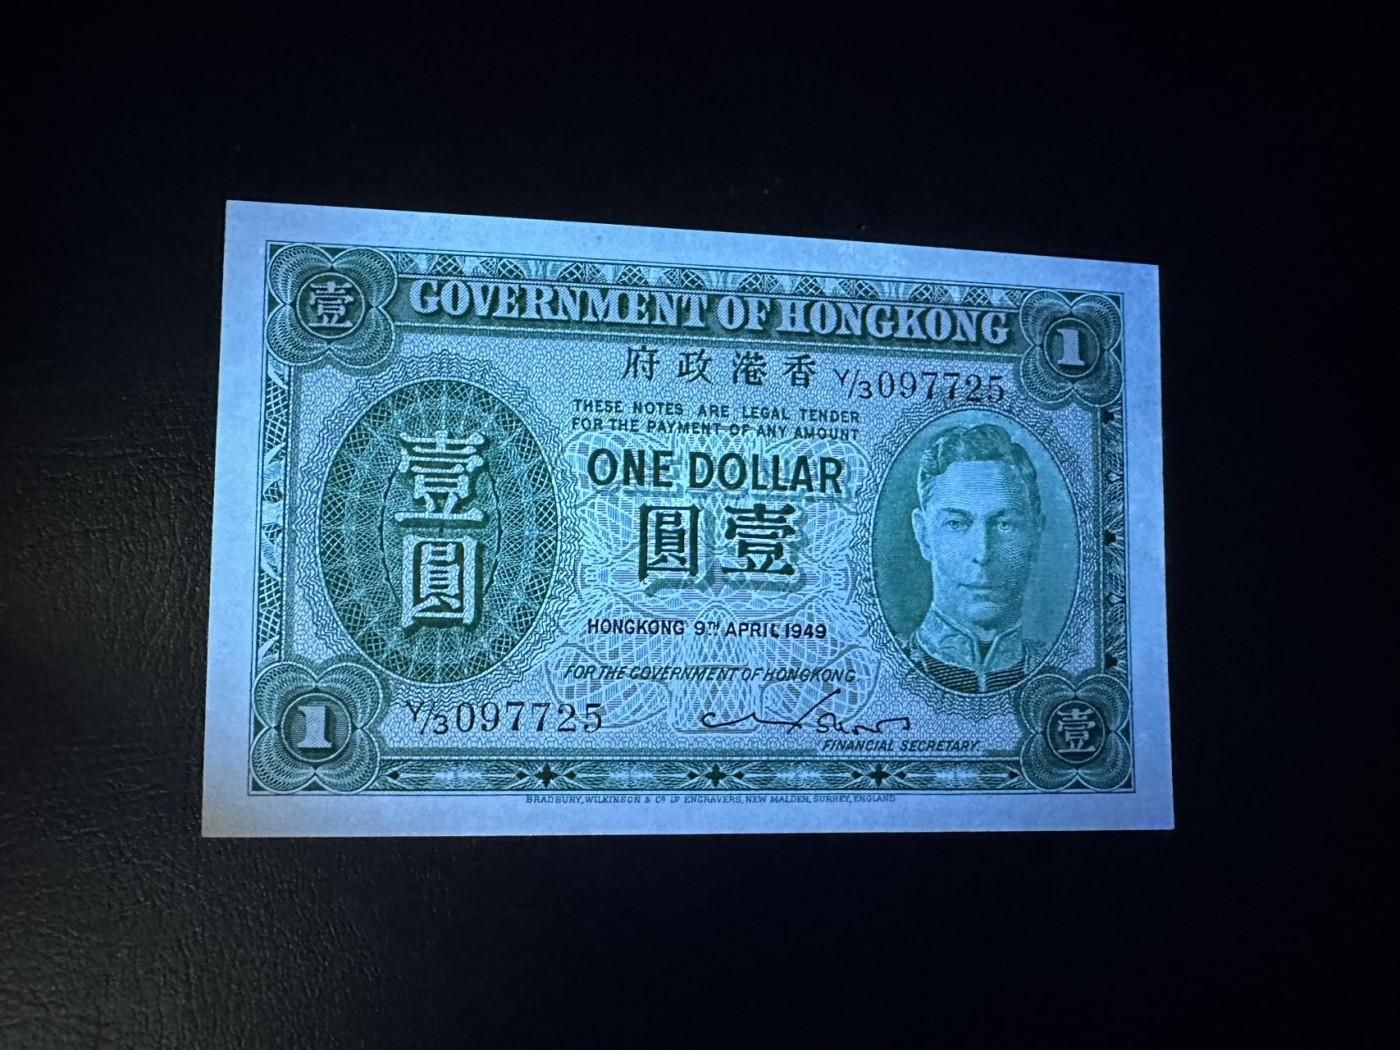 壹
GOVERNMENT OF HONGKONG
1
府政港香
Y/3 097725
THESE NOTES ARE LEGAL TENDER
FOR THE PAYMENT OF ANY AMOUNT
ONE DOLLAR
圓壹
壹圓
HONGKONG 9TH APRIL 1949
FOR THE GOVERNMENT OF HONGKONG.
Y/3 097725
FINANCIAL SECRETARY.
1
壹
BRADBURY, WILKINSON & Co. Ld. ENGRAVERS, NEW MALDEN, SURREY, ENGLAND